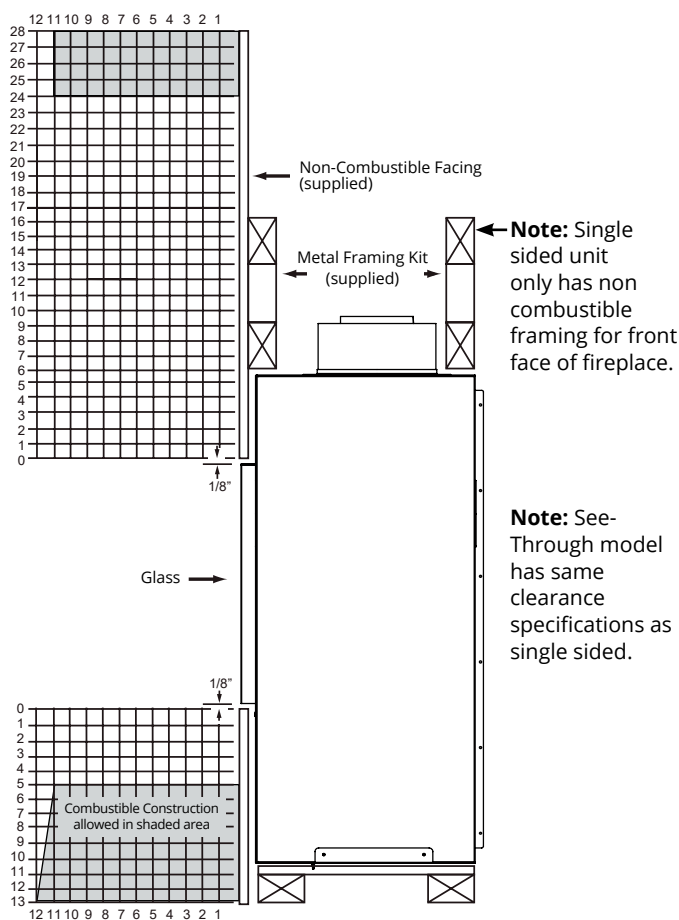 12 11 10 9 8 7 6 5 4 3 2 1
28
27
26
25
24
23
22
21
20
19
18
17
16
15
14
13
12
11
10
9
8
7
6
5
4
3
2
1
0
Non-Combustible Facing
(supplied)
Metal Framing Kit
(supplied)
Note: Single
sided unit
only has non
combustible
framing for front
face of fireplace.
1/8"
Glass
Note: See-
Through model
has same
clearance
specifications as
single sided.
1/8"
0
1
2
3
4
5
6
7
8
9
10
11
12
13
Combustible Construction
allowed in shaded area
12 11 10 9 8 7 6 5 4 3 2 1